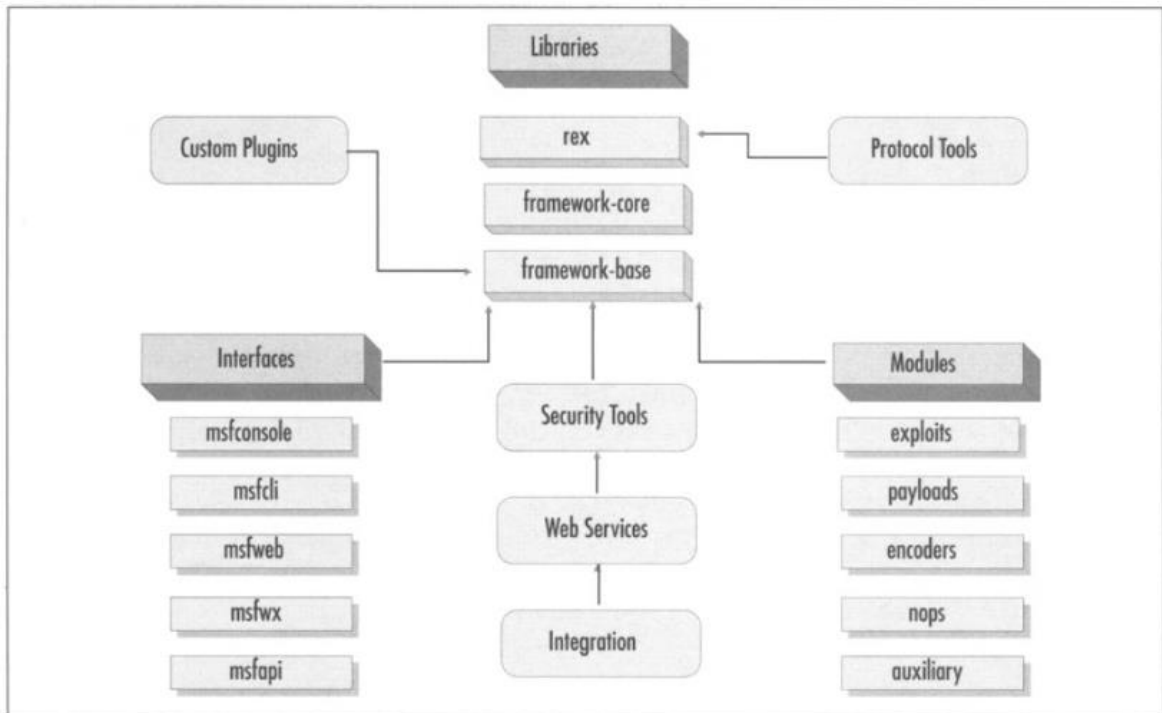 Libraries
Custom Plugins
rex
Protocol Tools
framework-core
framework-base
Interfaces
Modules
msfconsole
Security Tools
exploits
msfcli
payloads
msfweb
Web Services
encoders
msfwx
nops
Integration
msfapi
auxiliary